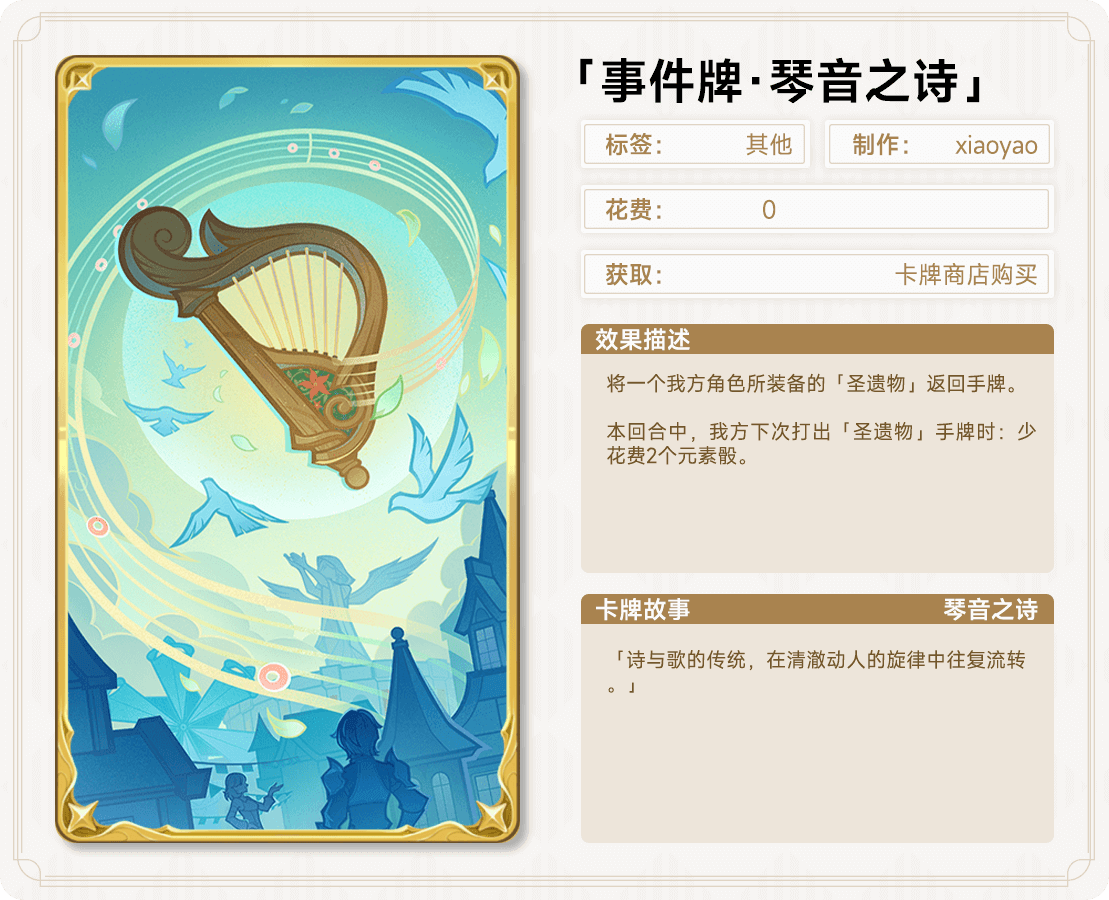 「事件牌·琴音之诗」
标签： 其他 制作： xiaoyao
花费： 0
获取： 卡牌商店购买
效果描述
将一个我方角色所装备的「圣遗物」返回手牌。
本回合中，我方下次打出「圣遗物」手牌时：少
花费2个元素骰。
卡牌故事 琴音之诗
「诗与歌的传统，在清澈动人的旋律中往复流转
。」